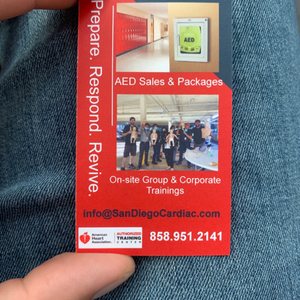 Prepare. Respond. Revive.
AED
AED Sales & Packages
On-site Group & Corporate
Trainings
info@SanDiegoCardiac.com
American
Heart
Association.
AUTHORIZED
TRAINING
CENTER
858.951.2141